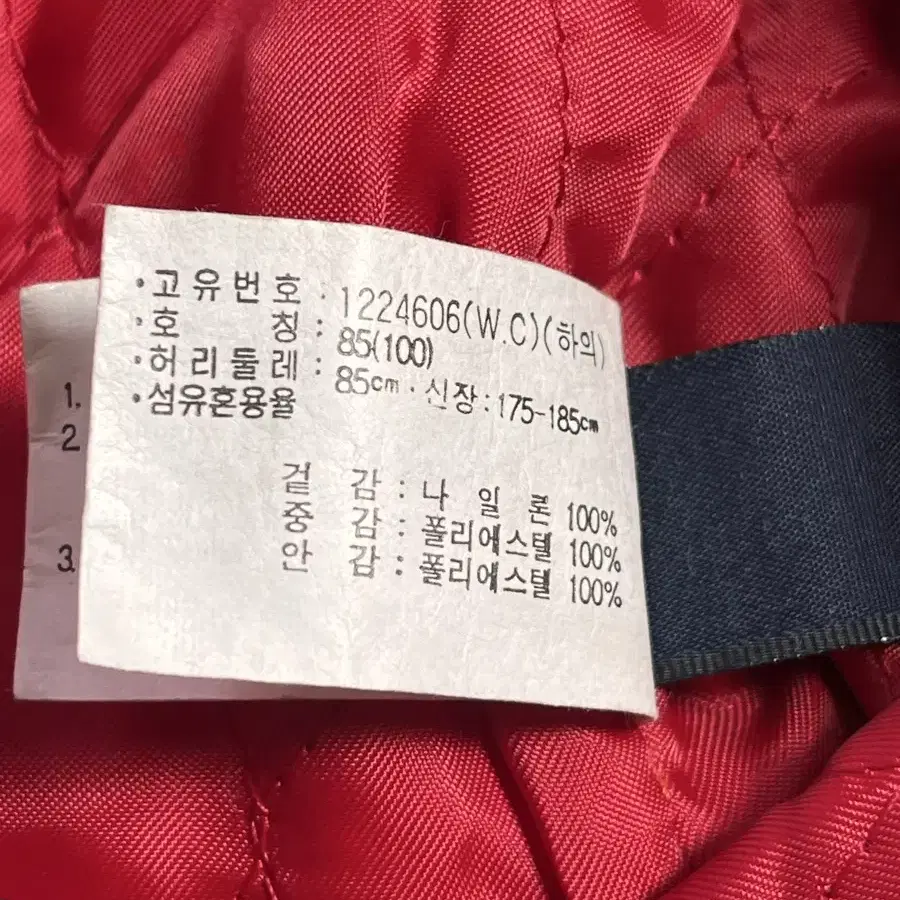 ·고유번호 : 1224606(W.C)(하의)
·호 칭 : 85(100)
·허리둘레 : 85cm · 신장 : 175-185cm
·섬유혼용율
겉 감 : 나 일 론 100%
중 감 : 폴리에스텔 100%
안 감 : 폴리에스텔 100%
1.
2
3.